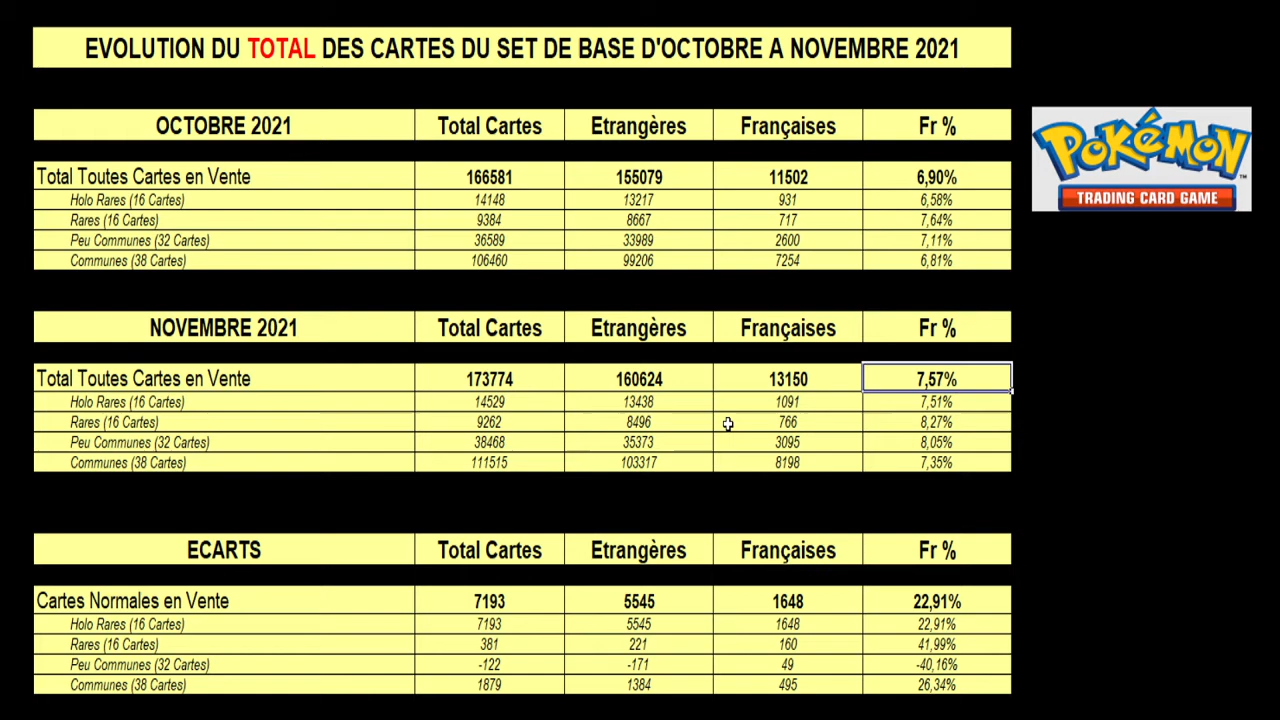 EVOLUTION DU TOTAL DES CARTES DU SET DE BASE D'OCTOBRE A NOVEMBRE 2021
OCTOBRE 2021 Total Cartes Etrangères Françaises Fr %
POKéMON TM
TRADING CARD GAME
Total Toutes Cartes en Vente 166581 155079 11502 6,90%
Holo Rares (16 Cartes) 14148 13217 931 6,58%
Rares (16 Cartes) 9384 8667 717 7,64%
Peu Communes (32 Cartes) 36589 33989 2600 7,11%
Communes (38 Cartes) 106460 99206 7254 6,81%
NOVEMBRE 2021 Total Cartes Etrangères Françaises Fr %
Total Toutes Cartes en Vente 173774 160624 13150 7,57%
Holo Rares (16 Cartes) 14529 13438 1091 7,51%
Rares (16 Cartes) 9262 8496 766 8,27%
Peu Communes (32 Cartes) 38468 35373 3095 8,05%
Communes (38 Cartes) 111515 103317 8198 7,35%
ECARTS Total Cartes Etrangères Françaises Fr %
Cartes Normales en Vente 7193 5545 1648 22,91%
Holo Rares (16 Cartes) 7193 5545 1648 22,91%
Rares (16 Cartes) 381 221 160 41,99%
Peu Communes (32 Cartes) -122 -171 49 -40,16%
Communes (38 Cartes) 1879 1384 495 26,34%